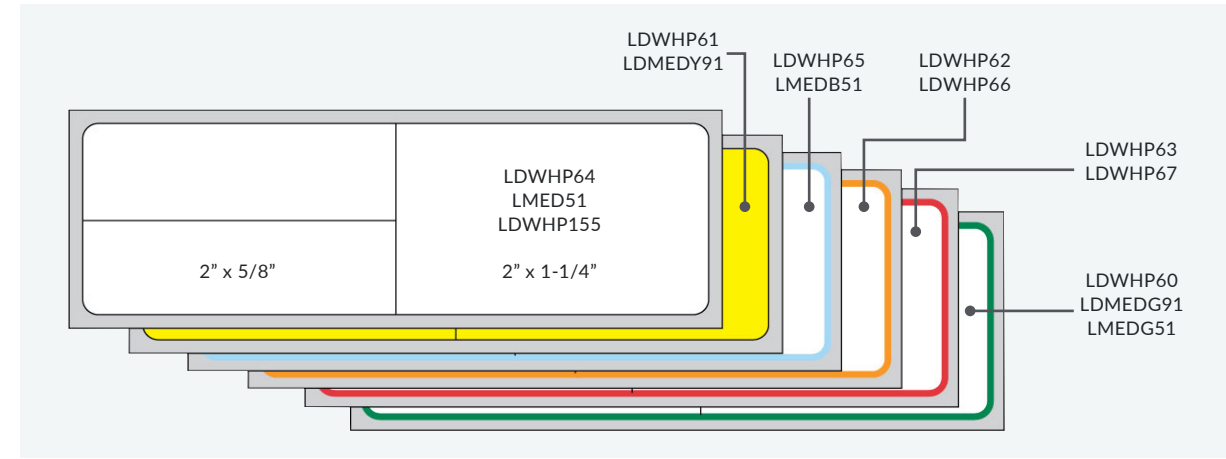 LDWHP61
LDMEDY91
LDWHP65
LMEDB51
LDWHP62
LDWHP66
LDWHP63
LDWHP67
LDWHP64
LMED51
LDWHP155
2” x 5/8”
2” x 1-1/4”
LDWHP60
LDMEDG91
LMEDG51